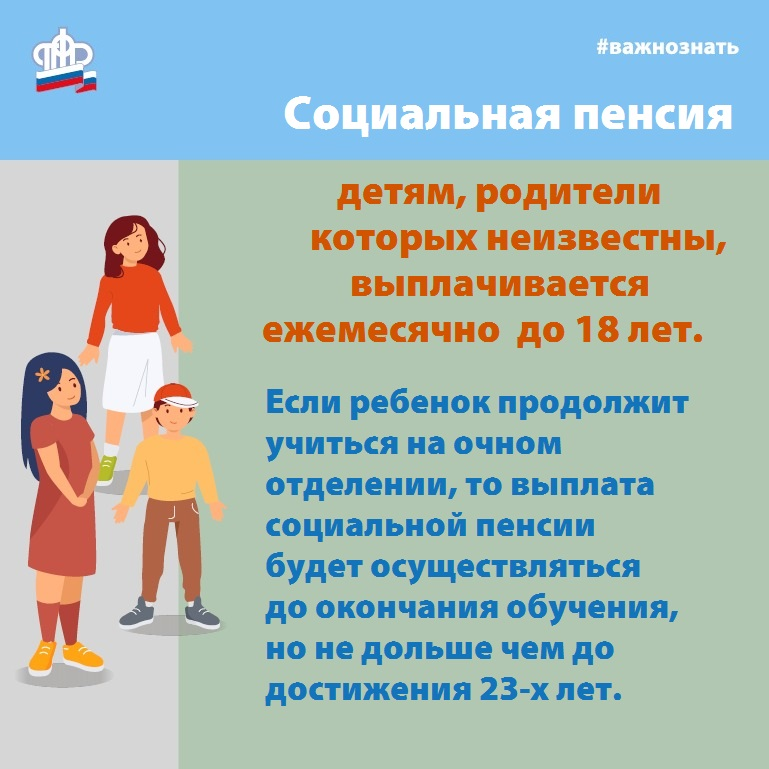 #важнознать
Социальная пенсия
детям, родители
которых неизвестны,
выплачивается
ежемесячно до 18 лет.
Если ребенок продолжит
учиться на очном
отделении, то выплата
социальной пенсии
будет осуществляться
до окончания обучения,
но не дольше чем до
достижения 23-х лет.